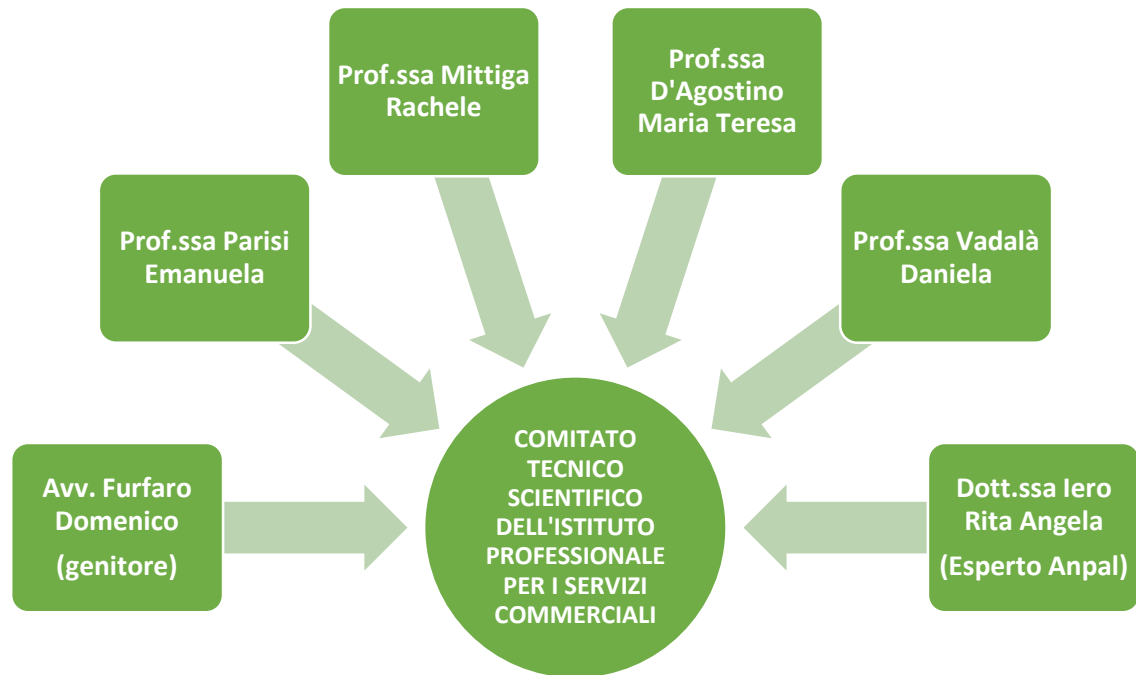 Prof.ssa Mittiga
Rachele
Prof.ssa
D'Agostino
Maria Teresa
Prof.ssa Parisi
Emanuela
Prof.ssa Vadalà
Daniela
Avv. Furfaro
Domenico
(genitore)
COMITATO
TECNICO
SCIENTIFICO
DELL'ISTITUTO
PROFESSIONALE
PER I SERVIZI
COMMERCIALI
Dott.ssa Iero
Rita Angela
(Esperto Anpal)